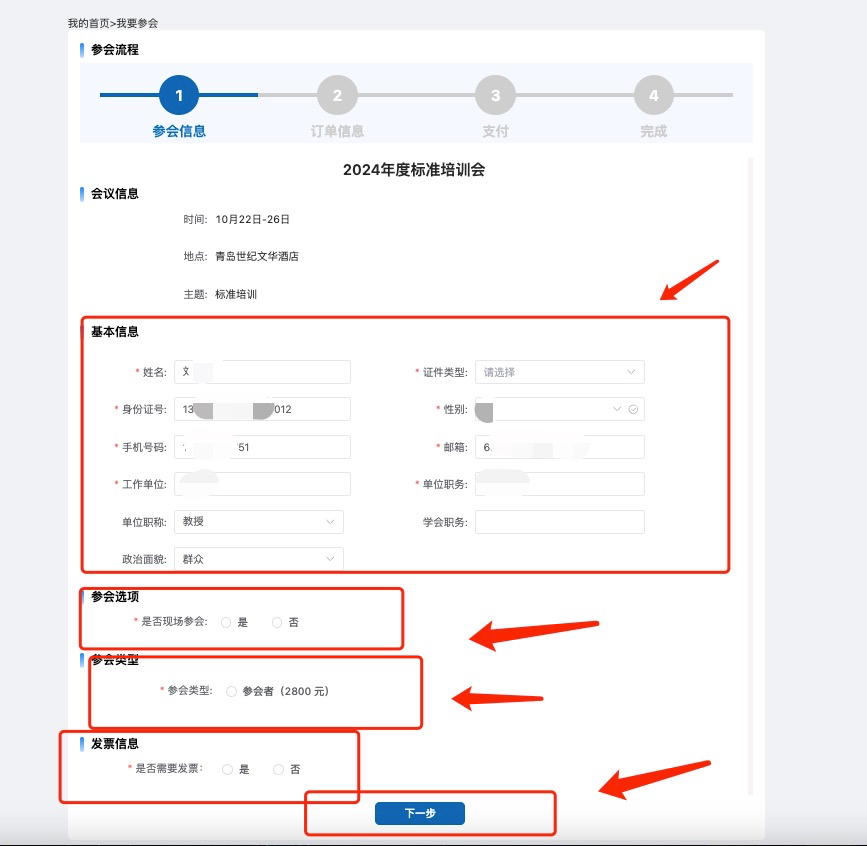 我的首页>我要参会
参会流程
1 2 3 4
参会信息 订单信息 支付 完成
2024年度标准培训会
会议信息
时间: 10月22日-26日
地点: 青岛世纪文华酒店
主题: 标准培训
基本信息
* 姓名: 文 * 证件类型: 请选择
* 身份证号: 13 012 * 性别:
* 手机号码: 51 * 邮箱: 6
* 工作单位: * 单位职务:
单位职称: 教授 学会职务:
政治面貌: 群众
参会选项
* 是否现场参会: 是 否
参会类型
* 参会类型: 参会者（2800 元）
发票信息
* 是否需要发票: 是 否
下一步